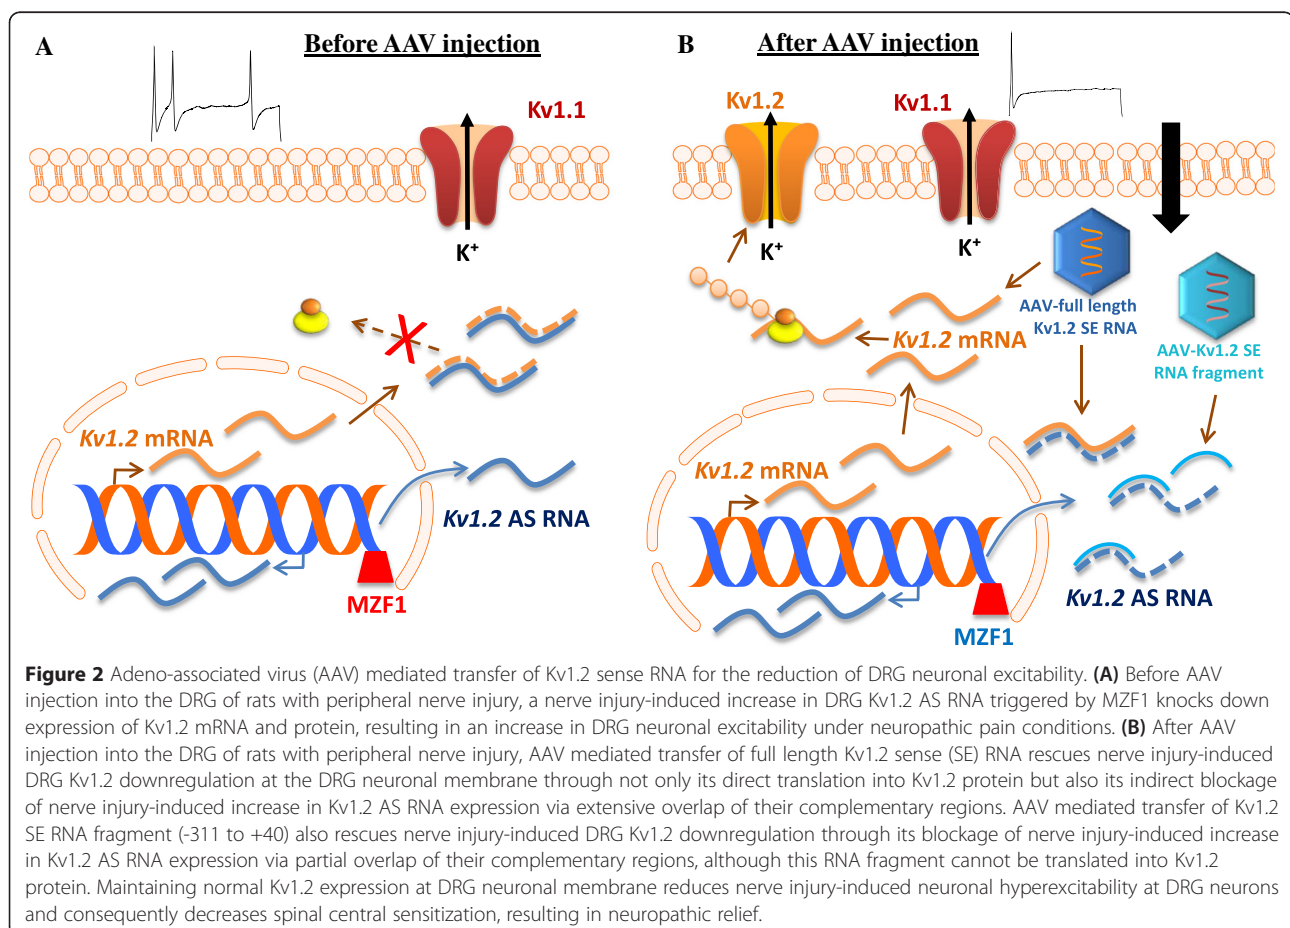 A
Before AAV injection
Kv1.1
K+
Kv1.2 mRNA
Kv1.2 AS RNA
MZF1
B
After AAV injection
Kv1.2
Kv1.1
K+
K+
AAV-full length
Kv1.2 SE RNA
Kv1.2 mRNA
AAV-Kv1.2 SE
RNA fragment
Kv1.2 mRNA
Kv1.2 AS RNA
MZF1
Figure 2 Adeno-associated virus (AAV) mediated transfer of Kv1.2 sense RNA for the reduction of DRG neuronal excitability. (A) Before AAV
injection into the DRG of rats with peripheral nerve injury, a nerve injury-induced increase in DRG Kv1.2 AS RNA triggered by MZF1 knocks down
expression of Kv1.2 mRNA and protein, resulting in an increase in DRG neuronal excitability under neuropathic pain conditions. (B) After AAV
injection into the DRG of rats with peripheral nerve injury, AAV mediated transfer of full length Kv1.2 sense (SE) RNA rescues nerve injury-induced
DRG Kv1.2 downregulation at the DRG neuronal membrane through not only its direct translation into Kv1.2 protein but also its indirect blockage
of nerve injury-induced increase in Kv1.2 AS RNA expression via extensive overlap of their complementary regions. AAV mediated transfer of Kv1.2
SE RNA fragment (-311 to +40) also rescues nerve injury-induced DRG Kv1.2 downregulation through its blockage of nerve injury-induced increase
in Kv1.2 AS RNA expression via partial overlap of their complementary regions, although this RNA fragment cannot be translated into Kv1.2
protein. Maintaining normal Kv1.2 expression at DRG neuronal membrane reduces nerve injury-induced neuronal hyperexcitability at DRG neurons
and consequently decreases spinal central sensitization, resulting in neuropathic relief.